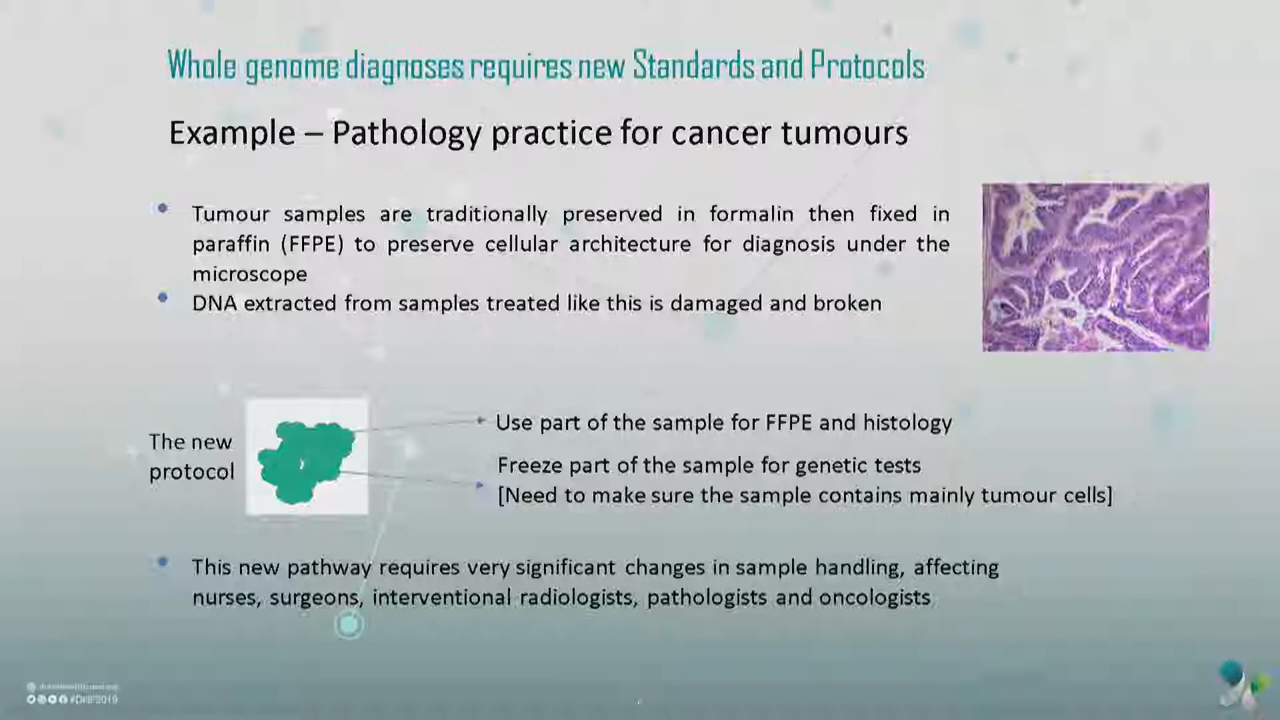 Whole genome diagnoses requires new Standards and Protocols
Example – Pathology practice for cancer tumours
Tumour samples are traditionally preserved in formalin then fixed in
paraffin (FFPE) to preserve cellular architecture for diagnosis under the
microscope
DNA extracted from samples treated like this is damaged and broken
The new
protocol
Use part of the sample for FFPE and histology
Freeze part of the sample for genetic tests
[Need to make sure the sample contains mainly tumour cells]
This new pathway requires very significant changes in sample handling, affecting
nurses, surgeons, interventional radiologists, pathologists and oncologists